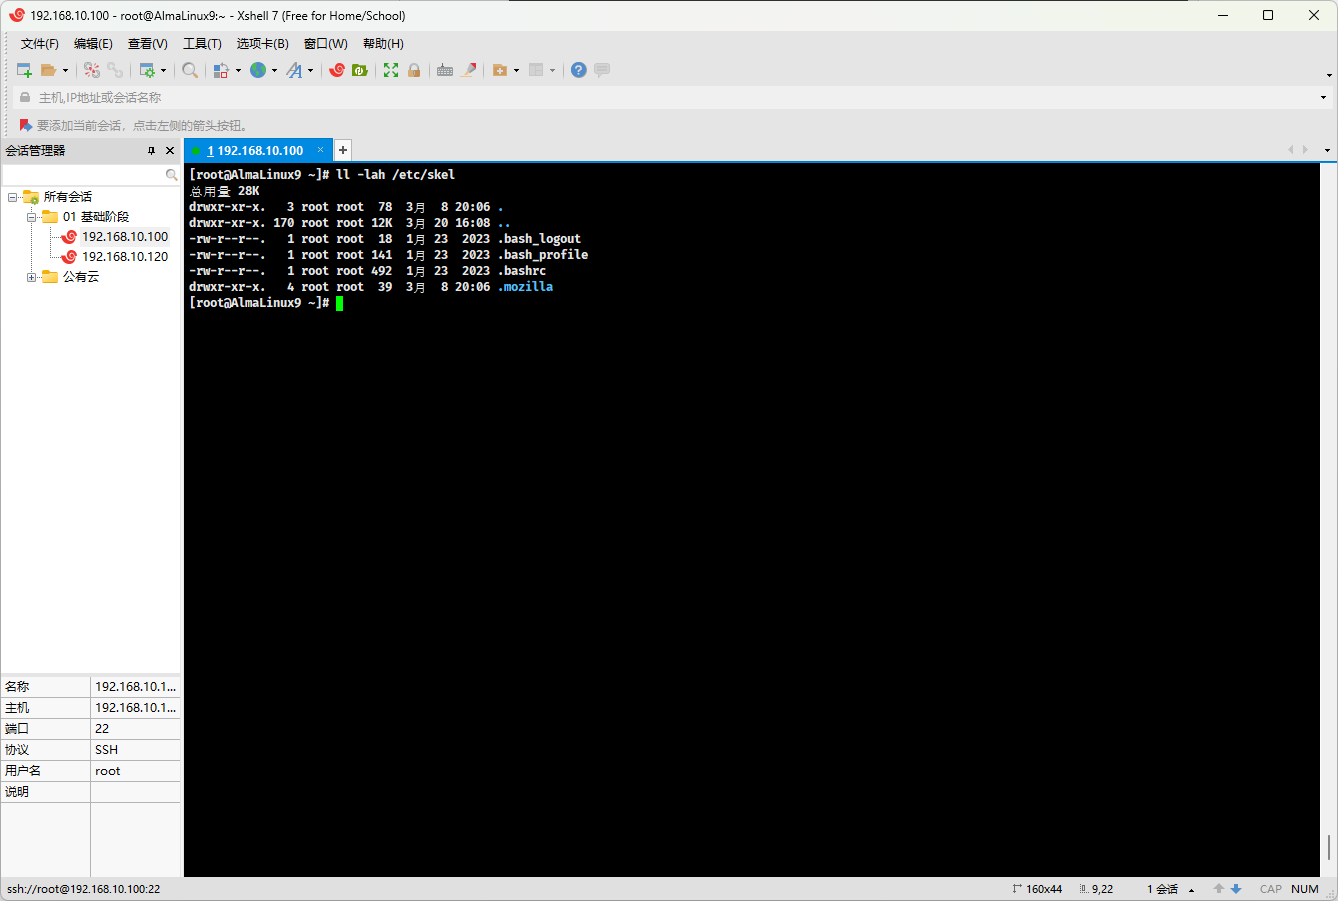 192.168.10.100 - root@AlmaLinux9:~ - Xshell 7 (Free for Home/School)
文件(F) 编辑(E) 查看(V) 工具(T) 选项卡(B) 窗口(W) 帮助(H)
主机,IP地址或会话名称
要添加当前会话，点击左侧的箭头按钮。
会话管理器
1 192.168.10.100
所有会话
01 基础阶段
192.168.10.100
192.168.10.120
公有云
[root@AlmaLinux9 ~]# ll -lah /etc/skel
总用量 28K
drwxr-xr-x.   3 root root  78  3月  8 20:06 .
drwxr-xr-x. 170 root root 12K  3月 20 16:08 ..
-rw-r--r--.   1 root root  18  1月 23  2023 .bash_logout
-rw-r--r--.   1 root root 141  1月 23  2023 .bash_profile
-rw-r--r--.   1 root root 492  1月 23  2023 .bashrc
drwxr-xr-x.   4 root root  39  3月  8 20:06 .mozilla
[root@AlmaLinux9 ~]#
名称 192.168.10.1...
主机 192.168.10.1...
端口 22
协议 SSH
用户名 root
说明
ssh://root@192.168.10.100:22 160x44 9,22 1 会话 CAP NUM